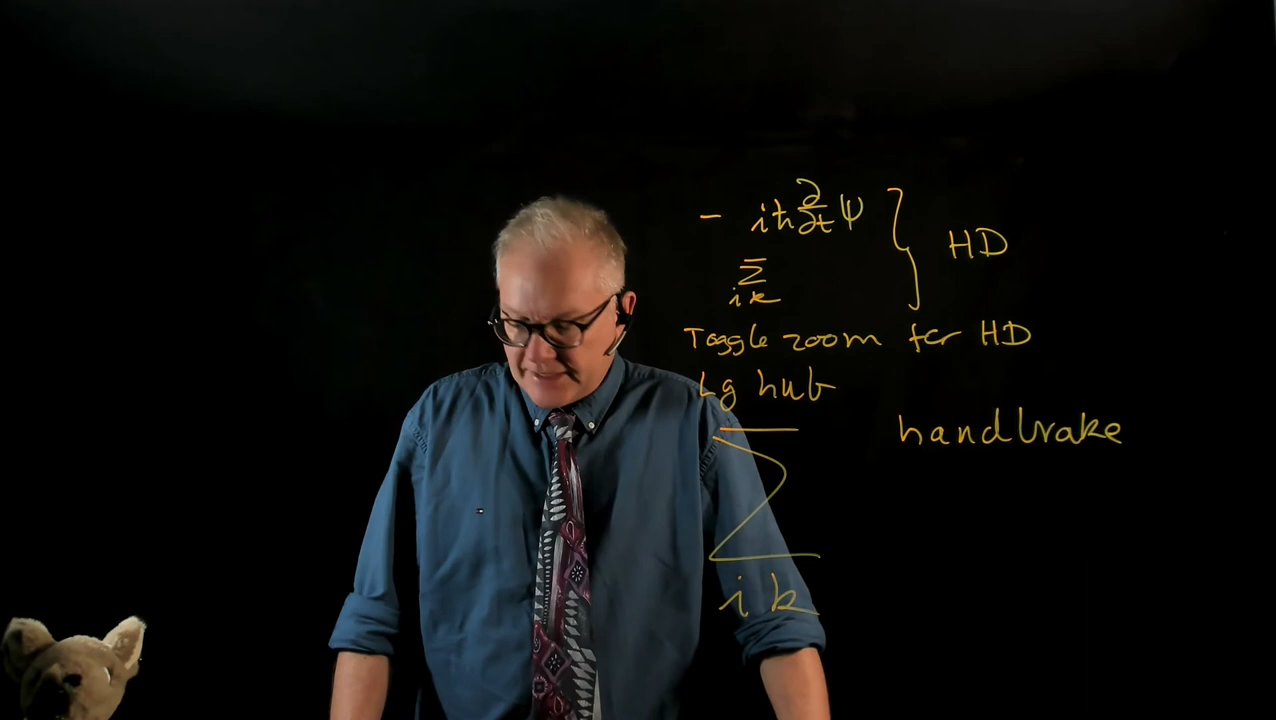 - iħ ∂/∂t Ψ } HD
Σ
ik
Toggle zoom for HD
Lg hub
handbrake
Σ
ik